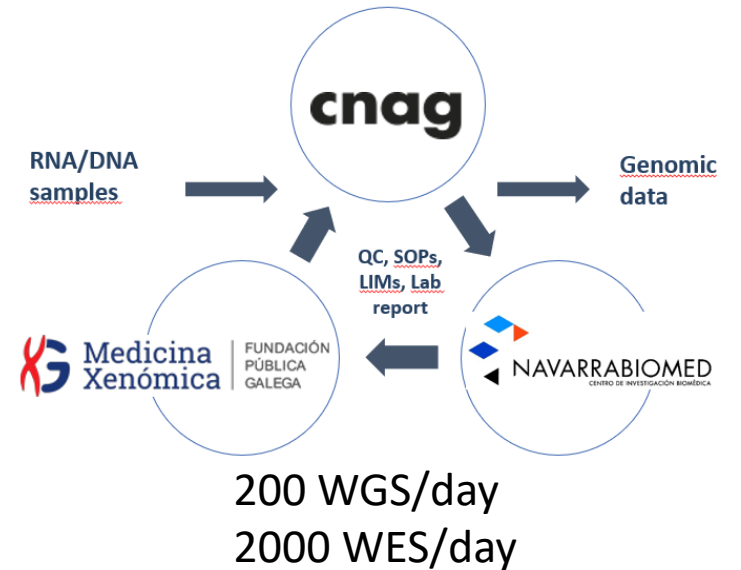 cnag
RNA/DNA
samples
Genomic
data
QC, SOPs,
LIMs, Lab
report
Medicina
Xenómica
FUNDACIÓN
PÚBLICA
GALEGA
NAVARRABIOMED
CENTRO DE INVESTIGACIÓN BIOMÉDICA
200 WGS/day
2000 WES/day